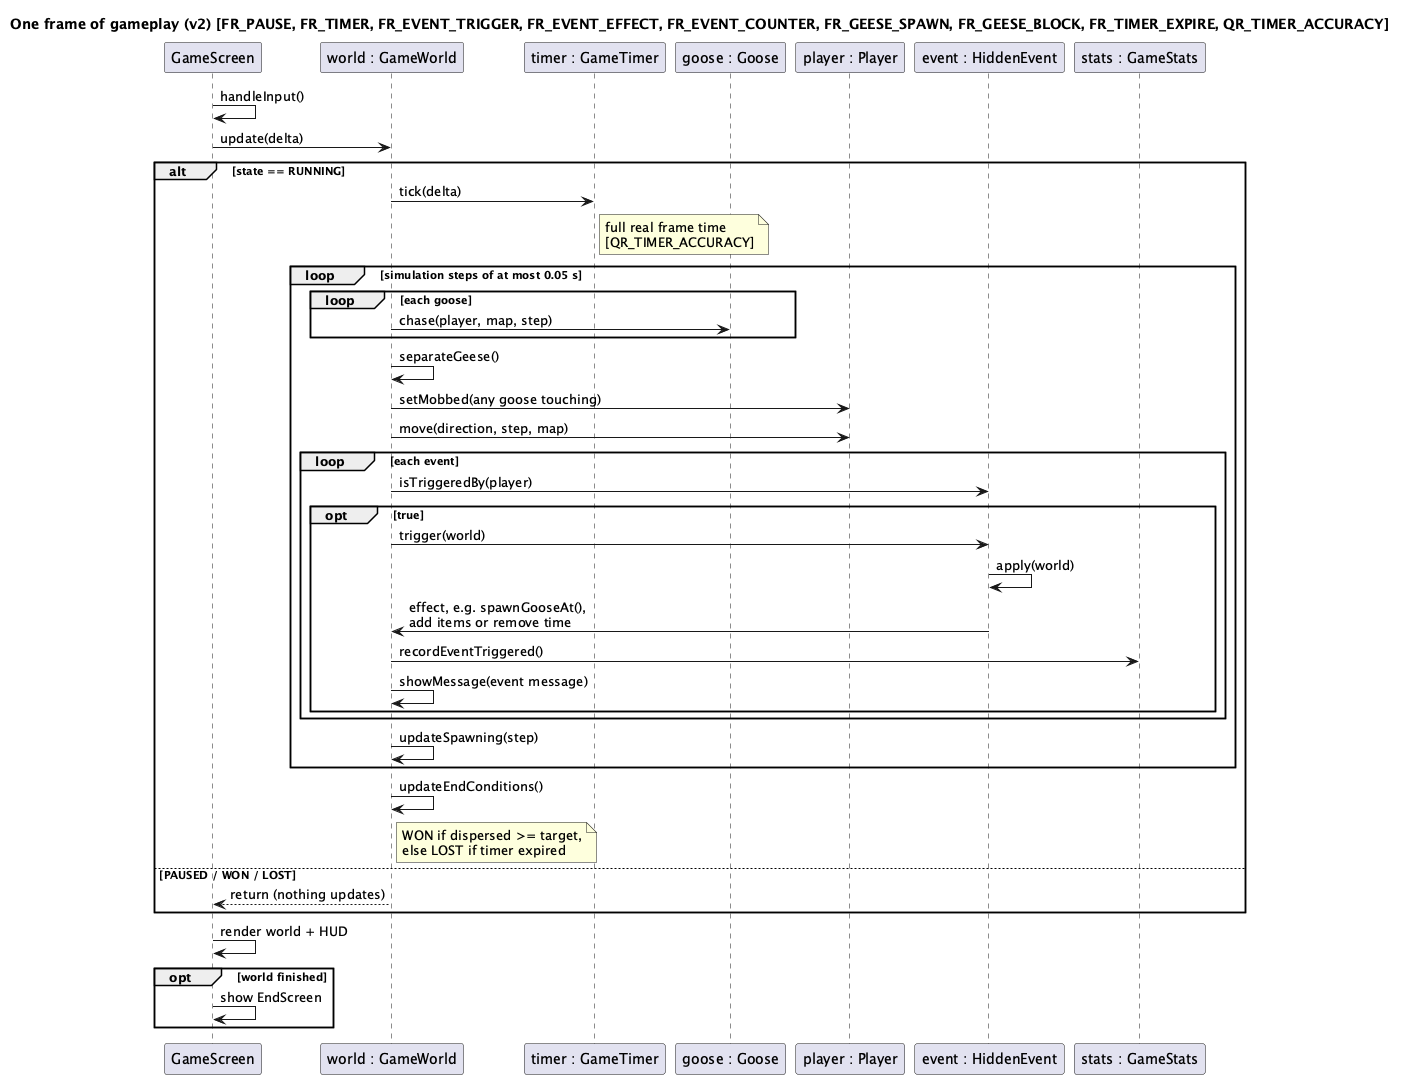 One frame of gameplay (v2) [FR_PAUSE, FR_TIMER, FR_EVENT_TRIGGER, FR_EVENT_EFFECT, FR_EVENT_COUNTER, FR_GEESE_SPAWN, FR_GEESE_BLOCK, FR_TIMER_EXPIRE, QR_TIMER_ACCURACY]
GameScreen
world : GameWorld
timer : GameTimer
goose : Goose
player : Player
event : HiddenEvent
stats : GameStats
handleInput()
update(delta)
alt
[state == RUNNING]
tick(delta)
full real frame time
[QR_TIMER_ACCURACY]
loop
[simulation steps of at most 0.05 s]
loop
[each goose]
chase(player, map, step)
separateGeese()
setMobbed(any goose touching)
move(direction, step, map)
loop
[each event]
isTriggeredBy(player)
opt
[true]
trigger(world)
apply(world)
effect, e.g. spawnGooseAt(),
add items or remove time
recordEventTriggered()
showMessage(event message)
updateSpawning(step)
updateEndConditions()
WON if dispersed >= target,
else LOST if timer expired
[PAUSED / WON / LOST]
return (nothing updates)
render world + HUD
opt
[world finished]
show EndScreen
GameScreen
world : GameWorld
timer : GameTimer
goose : Goose
player : Player
event : HiddenEvent
stats : GameStats